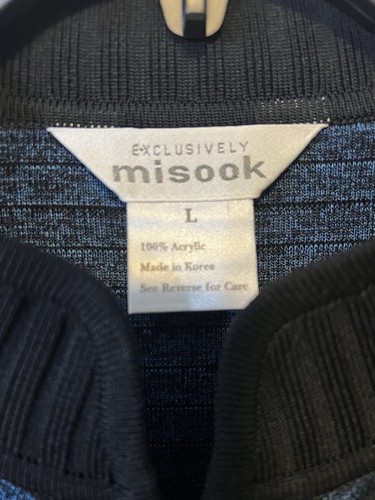 EXCLUSIVELY
misook
L
100% Acrylic
Made in Korea
See Reverse for Care